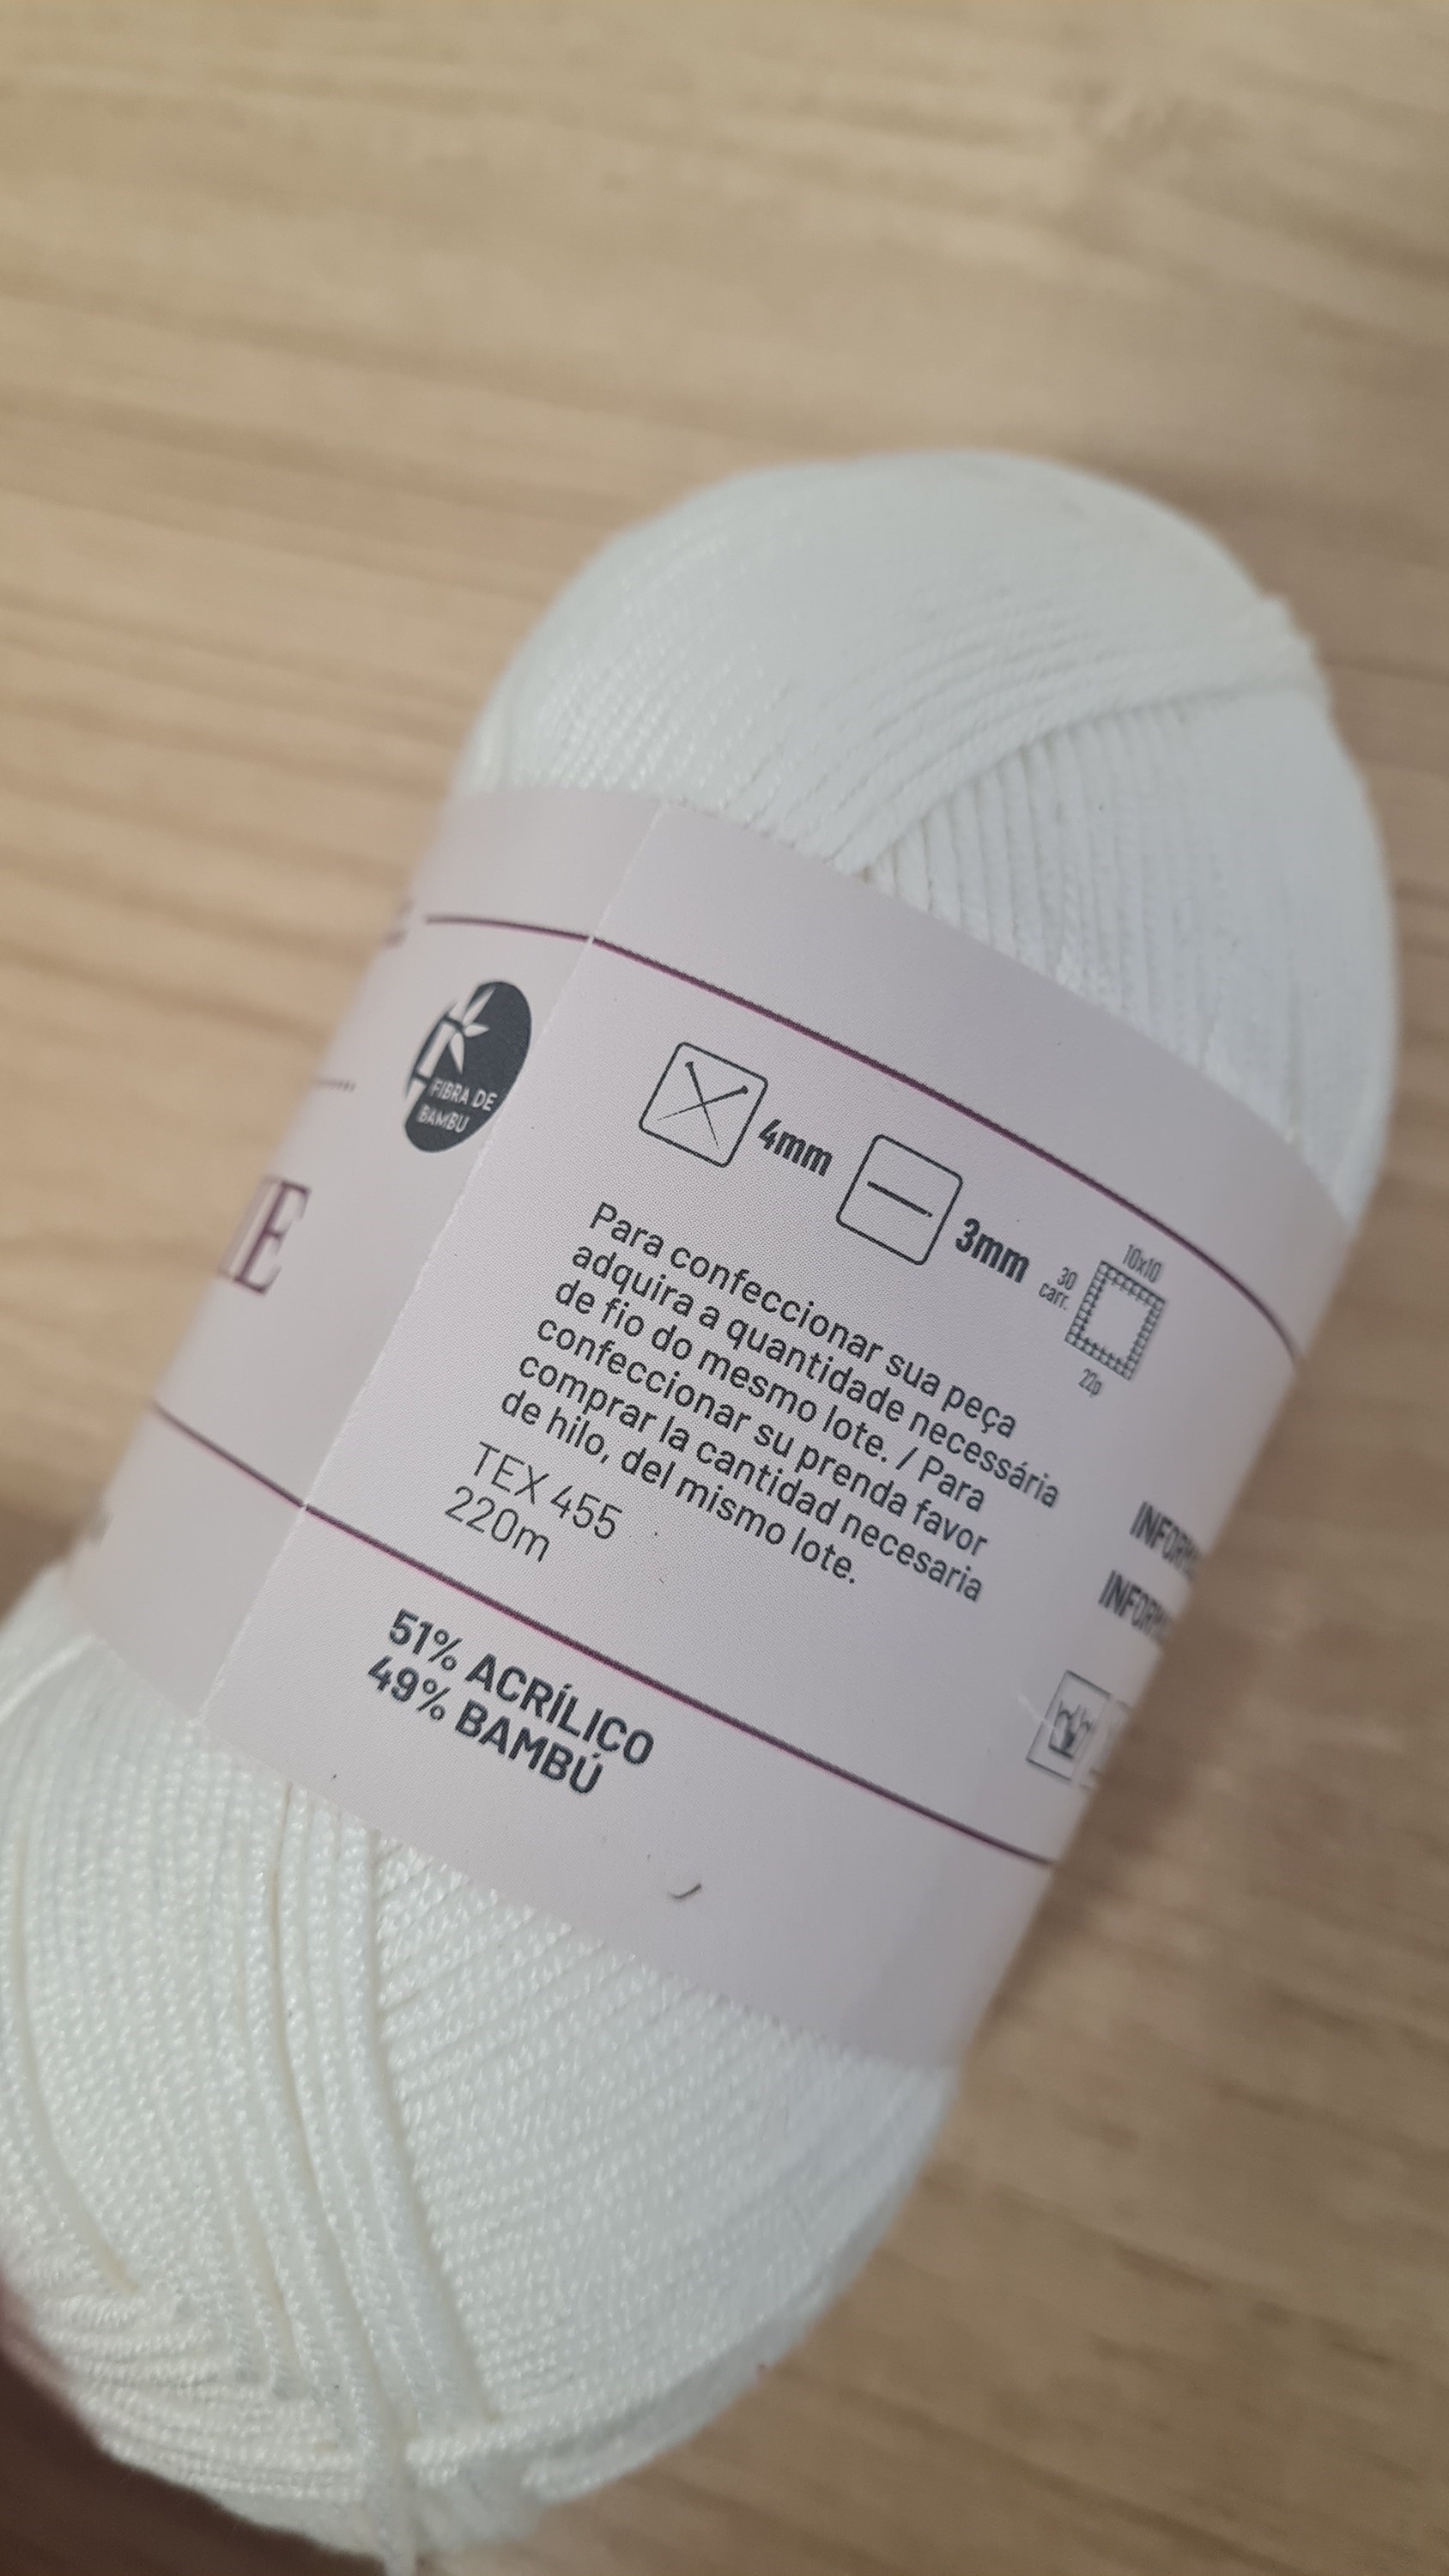 FIBRA DE
BAMBU
4mm
3mm
10x10
30
carr.
22p
Para confeccionar sua peça
adquira a quantidade necessária
de fio do mesmo lote. / Para
confeccionar su prenda favor
comprar la cantidad necesaria
de hilo, del mismo lote.
TEX 455
220m
51% ACRÍLICO
49% BAMBÚ